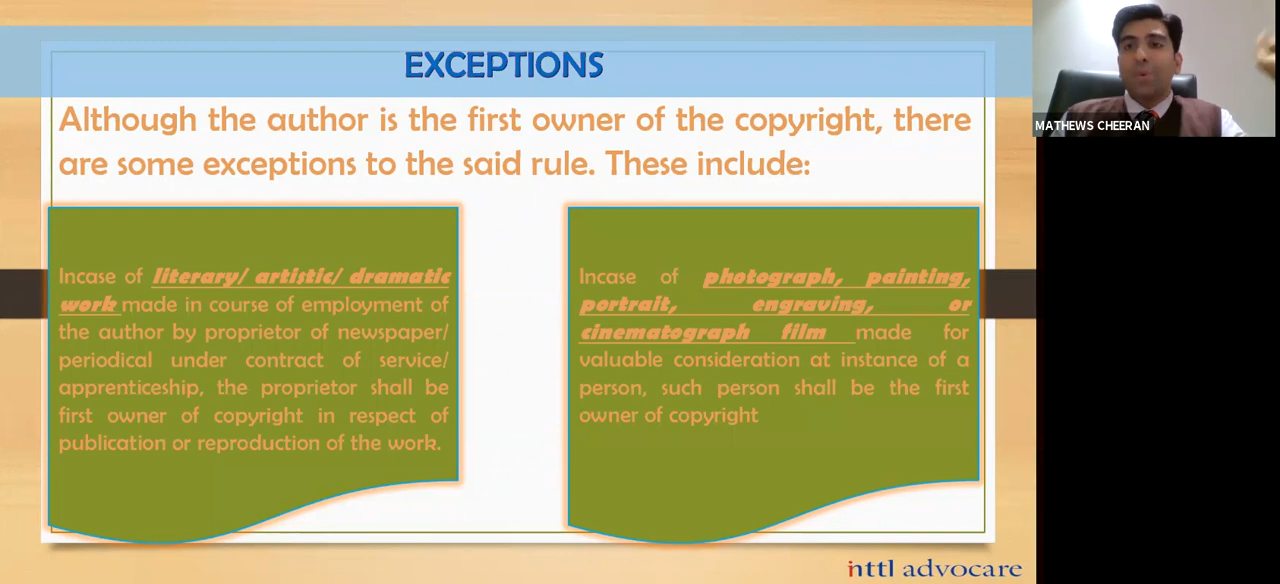 EXCEPTIONS
Although the author is the first owner of the copyright, there
are some exceptions to the said rule. These include:
Incase of literary/ artistic/ dramatic
work made in course of employment of
the author by proprietor of newspaper/
periodical under contract of service/
apprenticeship, the proprietor shall be
first owner of copyright in respect of
publication or reproduction of the work.
Incase of photograph, painting,
portrait, engraving, or
cinematograph film made for
valuable consideration at instance of a
person, such person shall be the first
owner of copyright
MATHEWS CHEERAN
inttl advocare